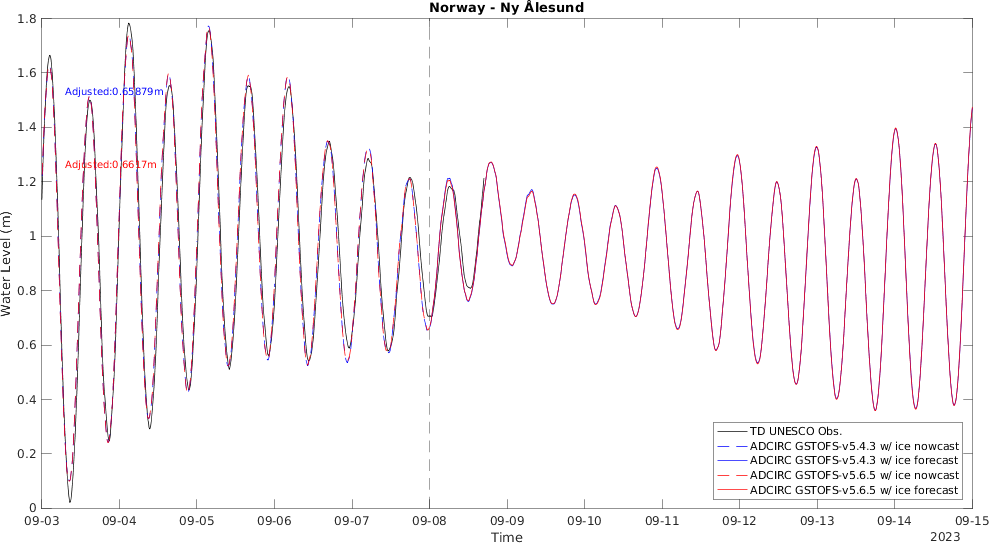 Norway - Ny Ålesund
1.8
1.6
1.4
1.2
1
0.8
0.6
0.4
0.2
0
Water Level (m)
Adjusted:0.65879m
Adjusted:0.6617m
TD UNESCO Obs.
ADCIRC GSTOFS-v5.4.3 w/ ice nowcast
ADCIRC GSTOFS-v5.4.3 w/ ice forecast
ADCIRC GSTOFS-v5.6.5 w/ ice nowcast
ADCIRC GSTOFS-v5.6.5 w/ ice forecast
09-03 09-04 09-05 09-06 09-07 09-08 09-09 09-10 09-11 09-12 09-13 09-14 09-15
Time
2023